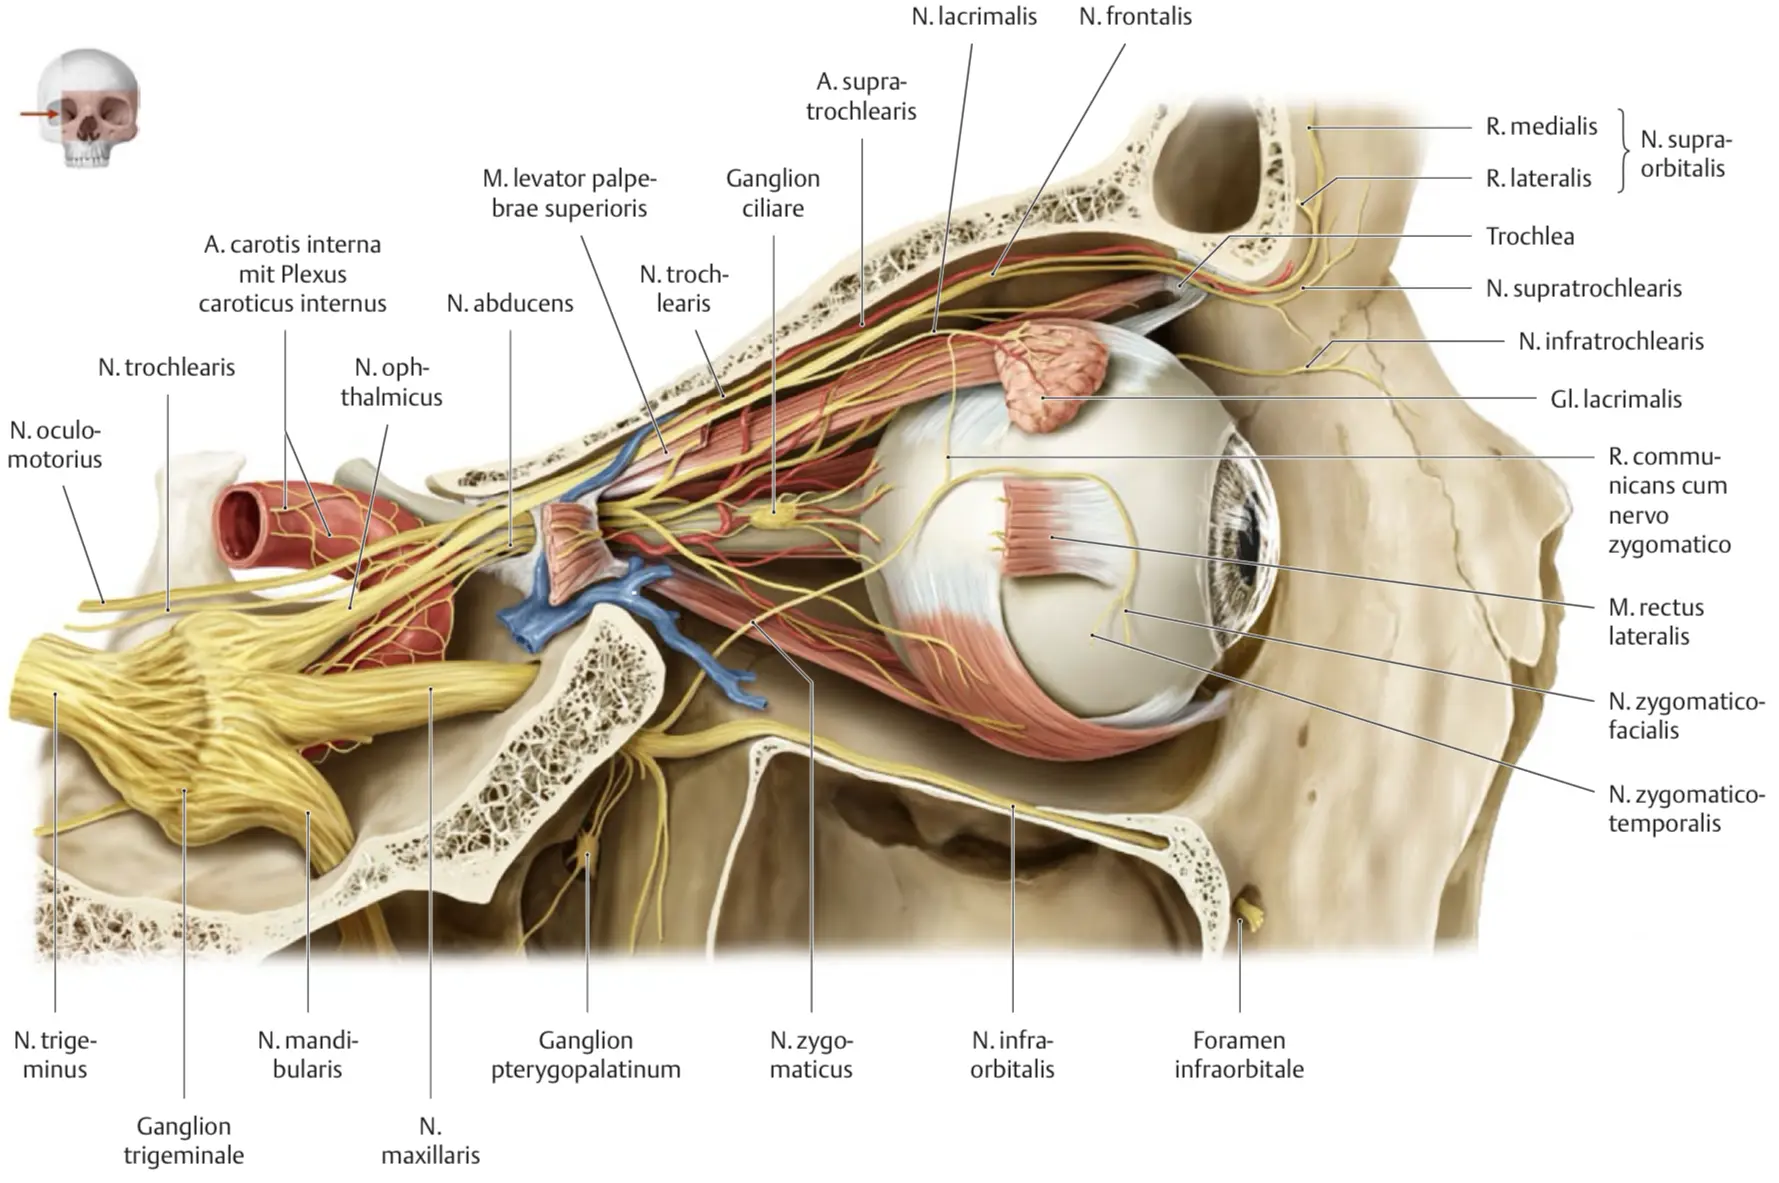 N. lacrimalis
N. frontalis
A. supra-
trochlearis
R. medialis
R. lateralis
N. supra-
orbitalis
M. levator palpe-
brae superioris
Ganglion
ciliare
Trochlea
A. carotis interna
mit Plexus
caroticus internus
N. abducens
N. troch-
learis
N. supratrochlearis
N. infratrochlearis
N. trochlearis
N. oph-
thalmicus
Gl. lacrimalis
N. oculo-
motorius
R. commu-
nicans cum
nervo
zygomatico
M. rectus
lateralis
N. zygomatico-
facialis
N. zygomatico-
temporalis
N. trige-
minus
N. mandi-
bularis
Ganglion
pterygopalatinum
N. zygo-
maticus
N. infra-
orbitalis
Foramen
infraorbitale
Ganglion
trigeminale
N.
maxillaris